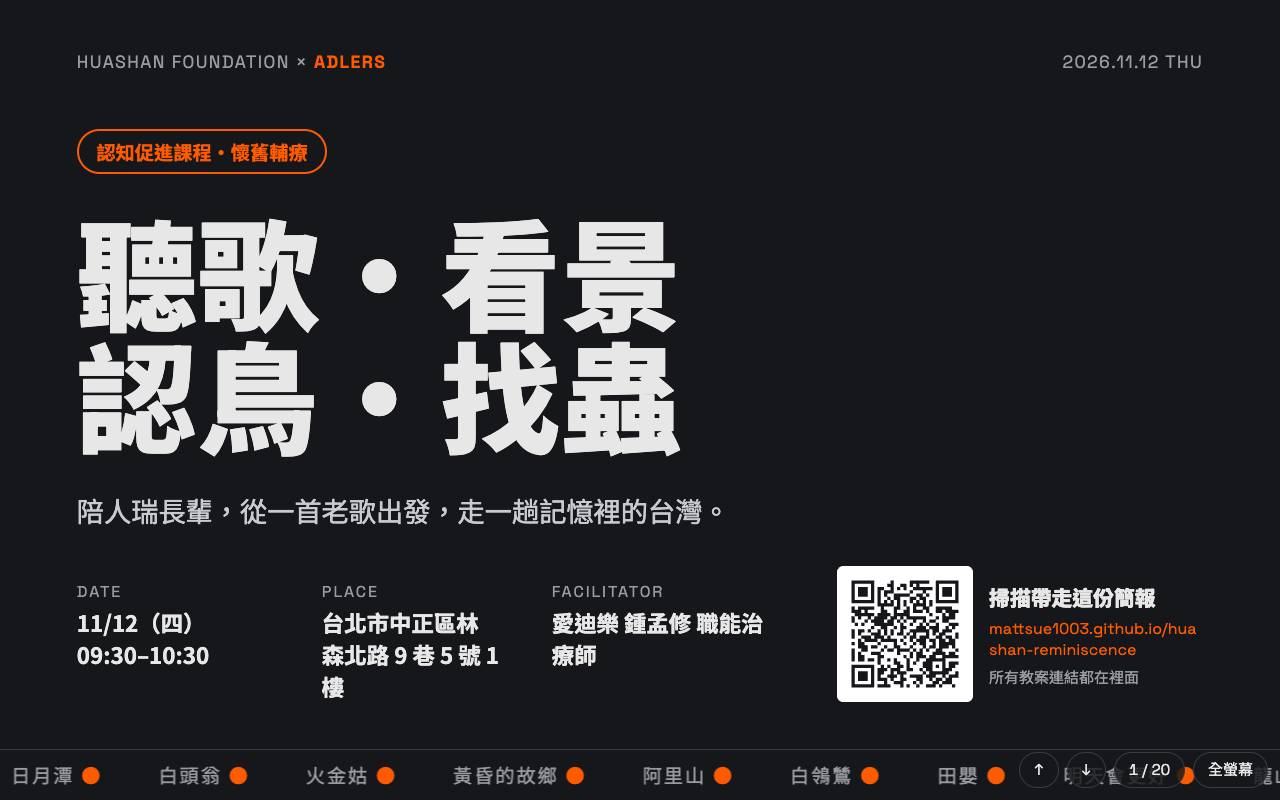 HUASHAN FOUNDATION × ADLERS
2026.11.12 THU
認知促進課程・懷舊輔療
聽歌・看景
認鳥・找蟲
陪人瑞長輩，從一首老歌出發，走一趟記憶裡的台灣。
DATE
11/12（四）
09:30–10:30
PLACE
台北市中正區林
森北路 9 巷 5 號 1
樓
FACILITATOR
愛迪樂 鍾孟修 職能治
療師
掃描帶走這份簡報
mattsue1003.github.io/hua
shan-reminiscence
所有教案連結都在裡面
日月潭 ● 白頭翁 ● 火金姑 ● 黃昏的故鄉 ● 阿里山 ● 白鴒鷥 ● 田嬰 ● 明天會更好 ●
↑ ↓ 1 / 20 全螢幕